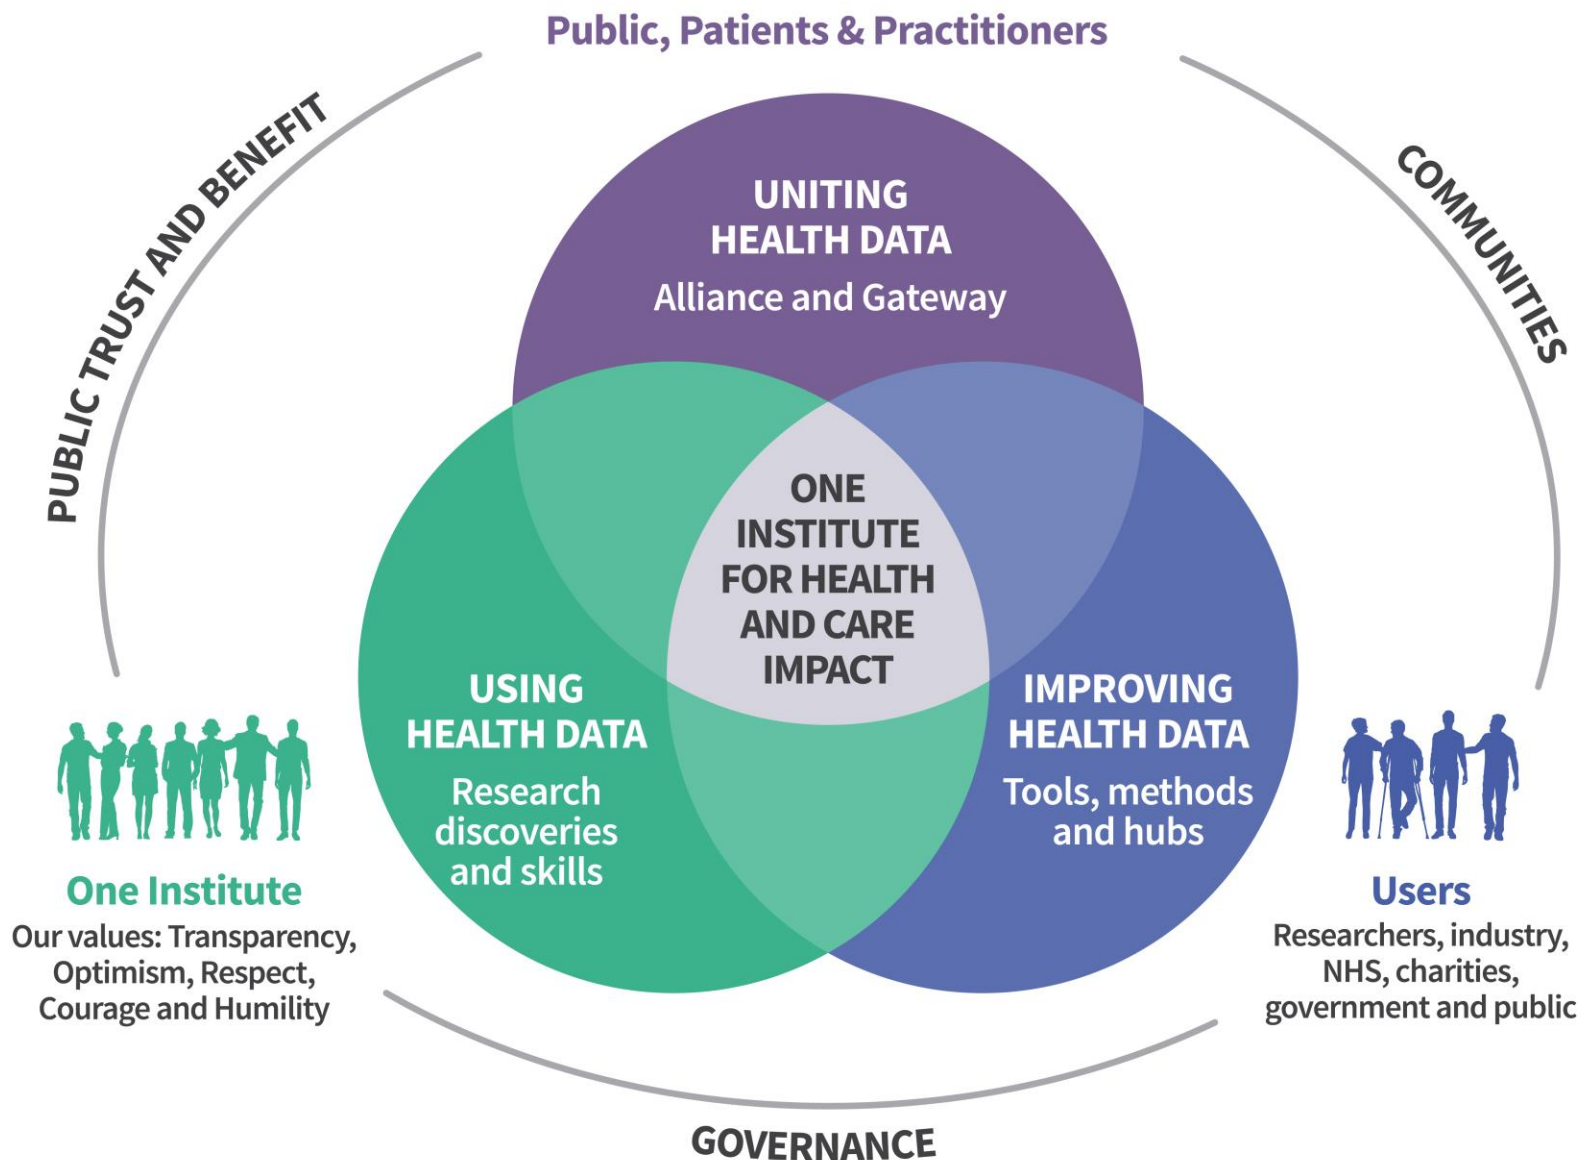 Public, Patients & Practitioners
PUBLIC TRUST AND BENEFIT
COMMUNITIES
UNITING
HEALTH DATA
Alliance and Gateway
ONE
INSTITUTE
FOR HEALTH
AND CARE
IMPACT
USING
HEALTH DATA
Research
discoveries
and skills
IMPROVING
HEALTH DATA
Tools, methods
and hubs
One Institute
Our values: Transparency,
Optimism, Respect,
Courage and Humility
Users
Researchers, industry,
NHS, charities,
government and public
GOVERNANCE